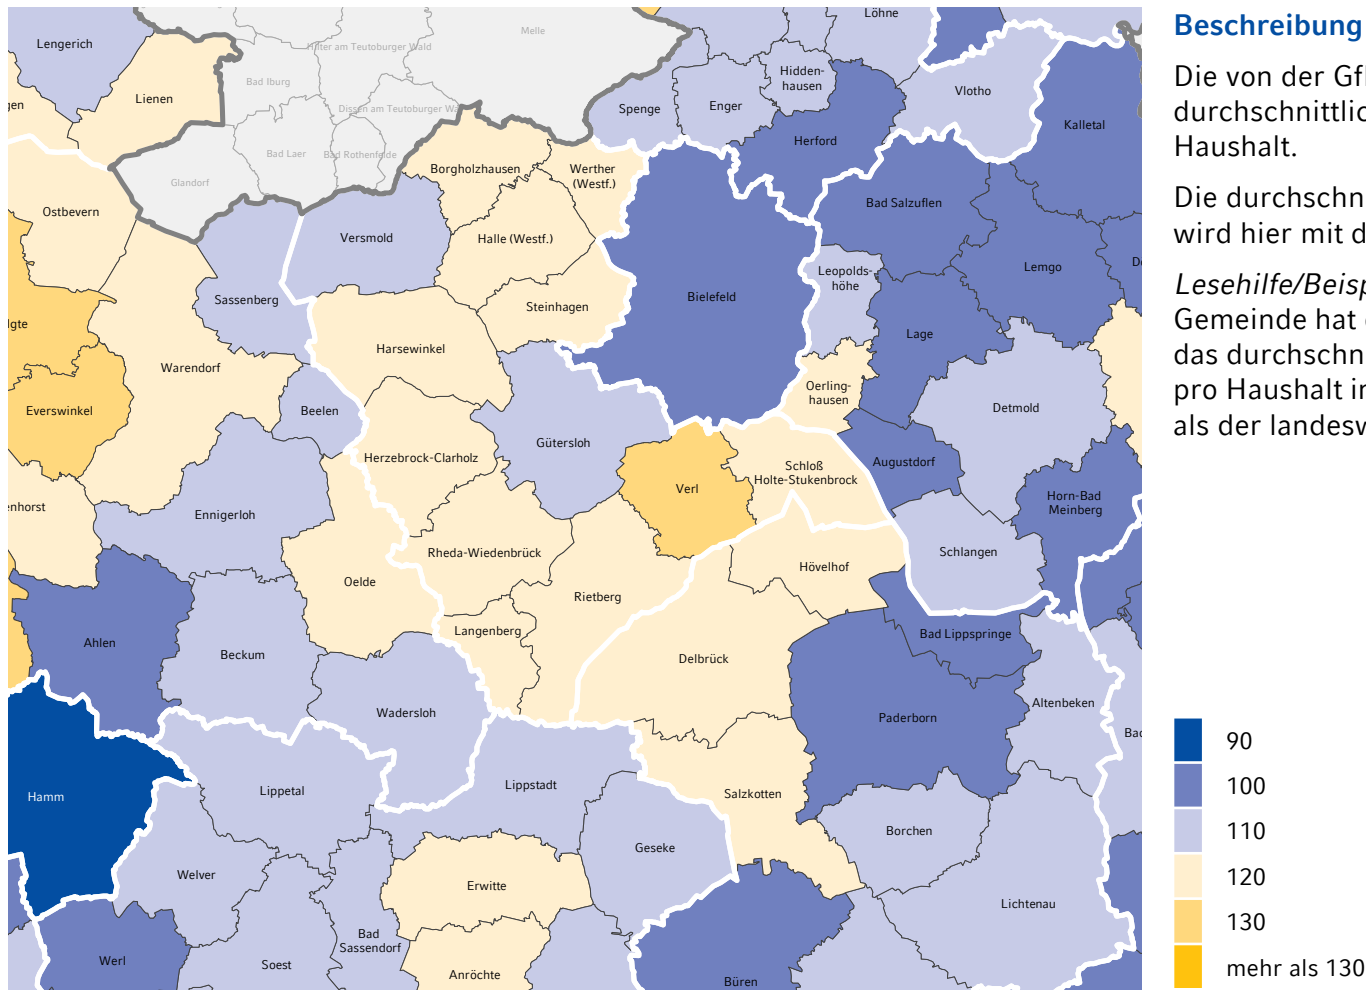 Lengerich
Hilter am Teutoburger Wald
Melle
Löhne
Bad Iburg
Lienen
gen
Dissen am Teutoburger Wa
Spenge
Enger
Hidden-
hausen
Vlotho
Herford
Kalletal
Bad Laer
Bad Rothenfelde
Glandorf
Borgholzhausen
Werther
(Westf.)
Ostbevern
Versmold
Halle (Westf.)
Bad Salzuflen
Lemgo
Leopolds-
höhe
Sassenberg
Bielefeld
Steinhagen
lgte
Lage
Harsewinkel
Warendorf
Oerling-
hausen
Everswinkel
Beelen
Detmold
Gütersloh
Herzebrock-Clarholz
Schloß
Holte-Stukenbrock
Augustdorf
Verl
Horn-Bad
Meinberg
enhorst
Ennigerloh
Rheda-Wiedenbrück
Schlangen
Oelde
Hövelhof
Rietberg
Langenberg
Bad Lippspringe
Ahlen
Beckum
Delbrück
Wadersloh
Paderborn
Altenbeken
Bad
Hamm
Lippetal
Lippstadt
Salzkotten
Borchen
Geseke
Welver
Erwitte
Lichtenau
Bad
Sassendorf
Werl
Soest
Anröchte
Büren
Beschreibung
Die von der Gf
durchschnittlic
Haushalt.
Die durchschn
wird hier mit d
Lesehilfe/Beisp
Gemeinde hat
das durchschn
pro Haushalt i
als der landesw
90
100
110
120
130
mehr als 130